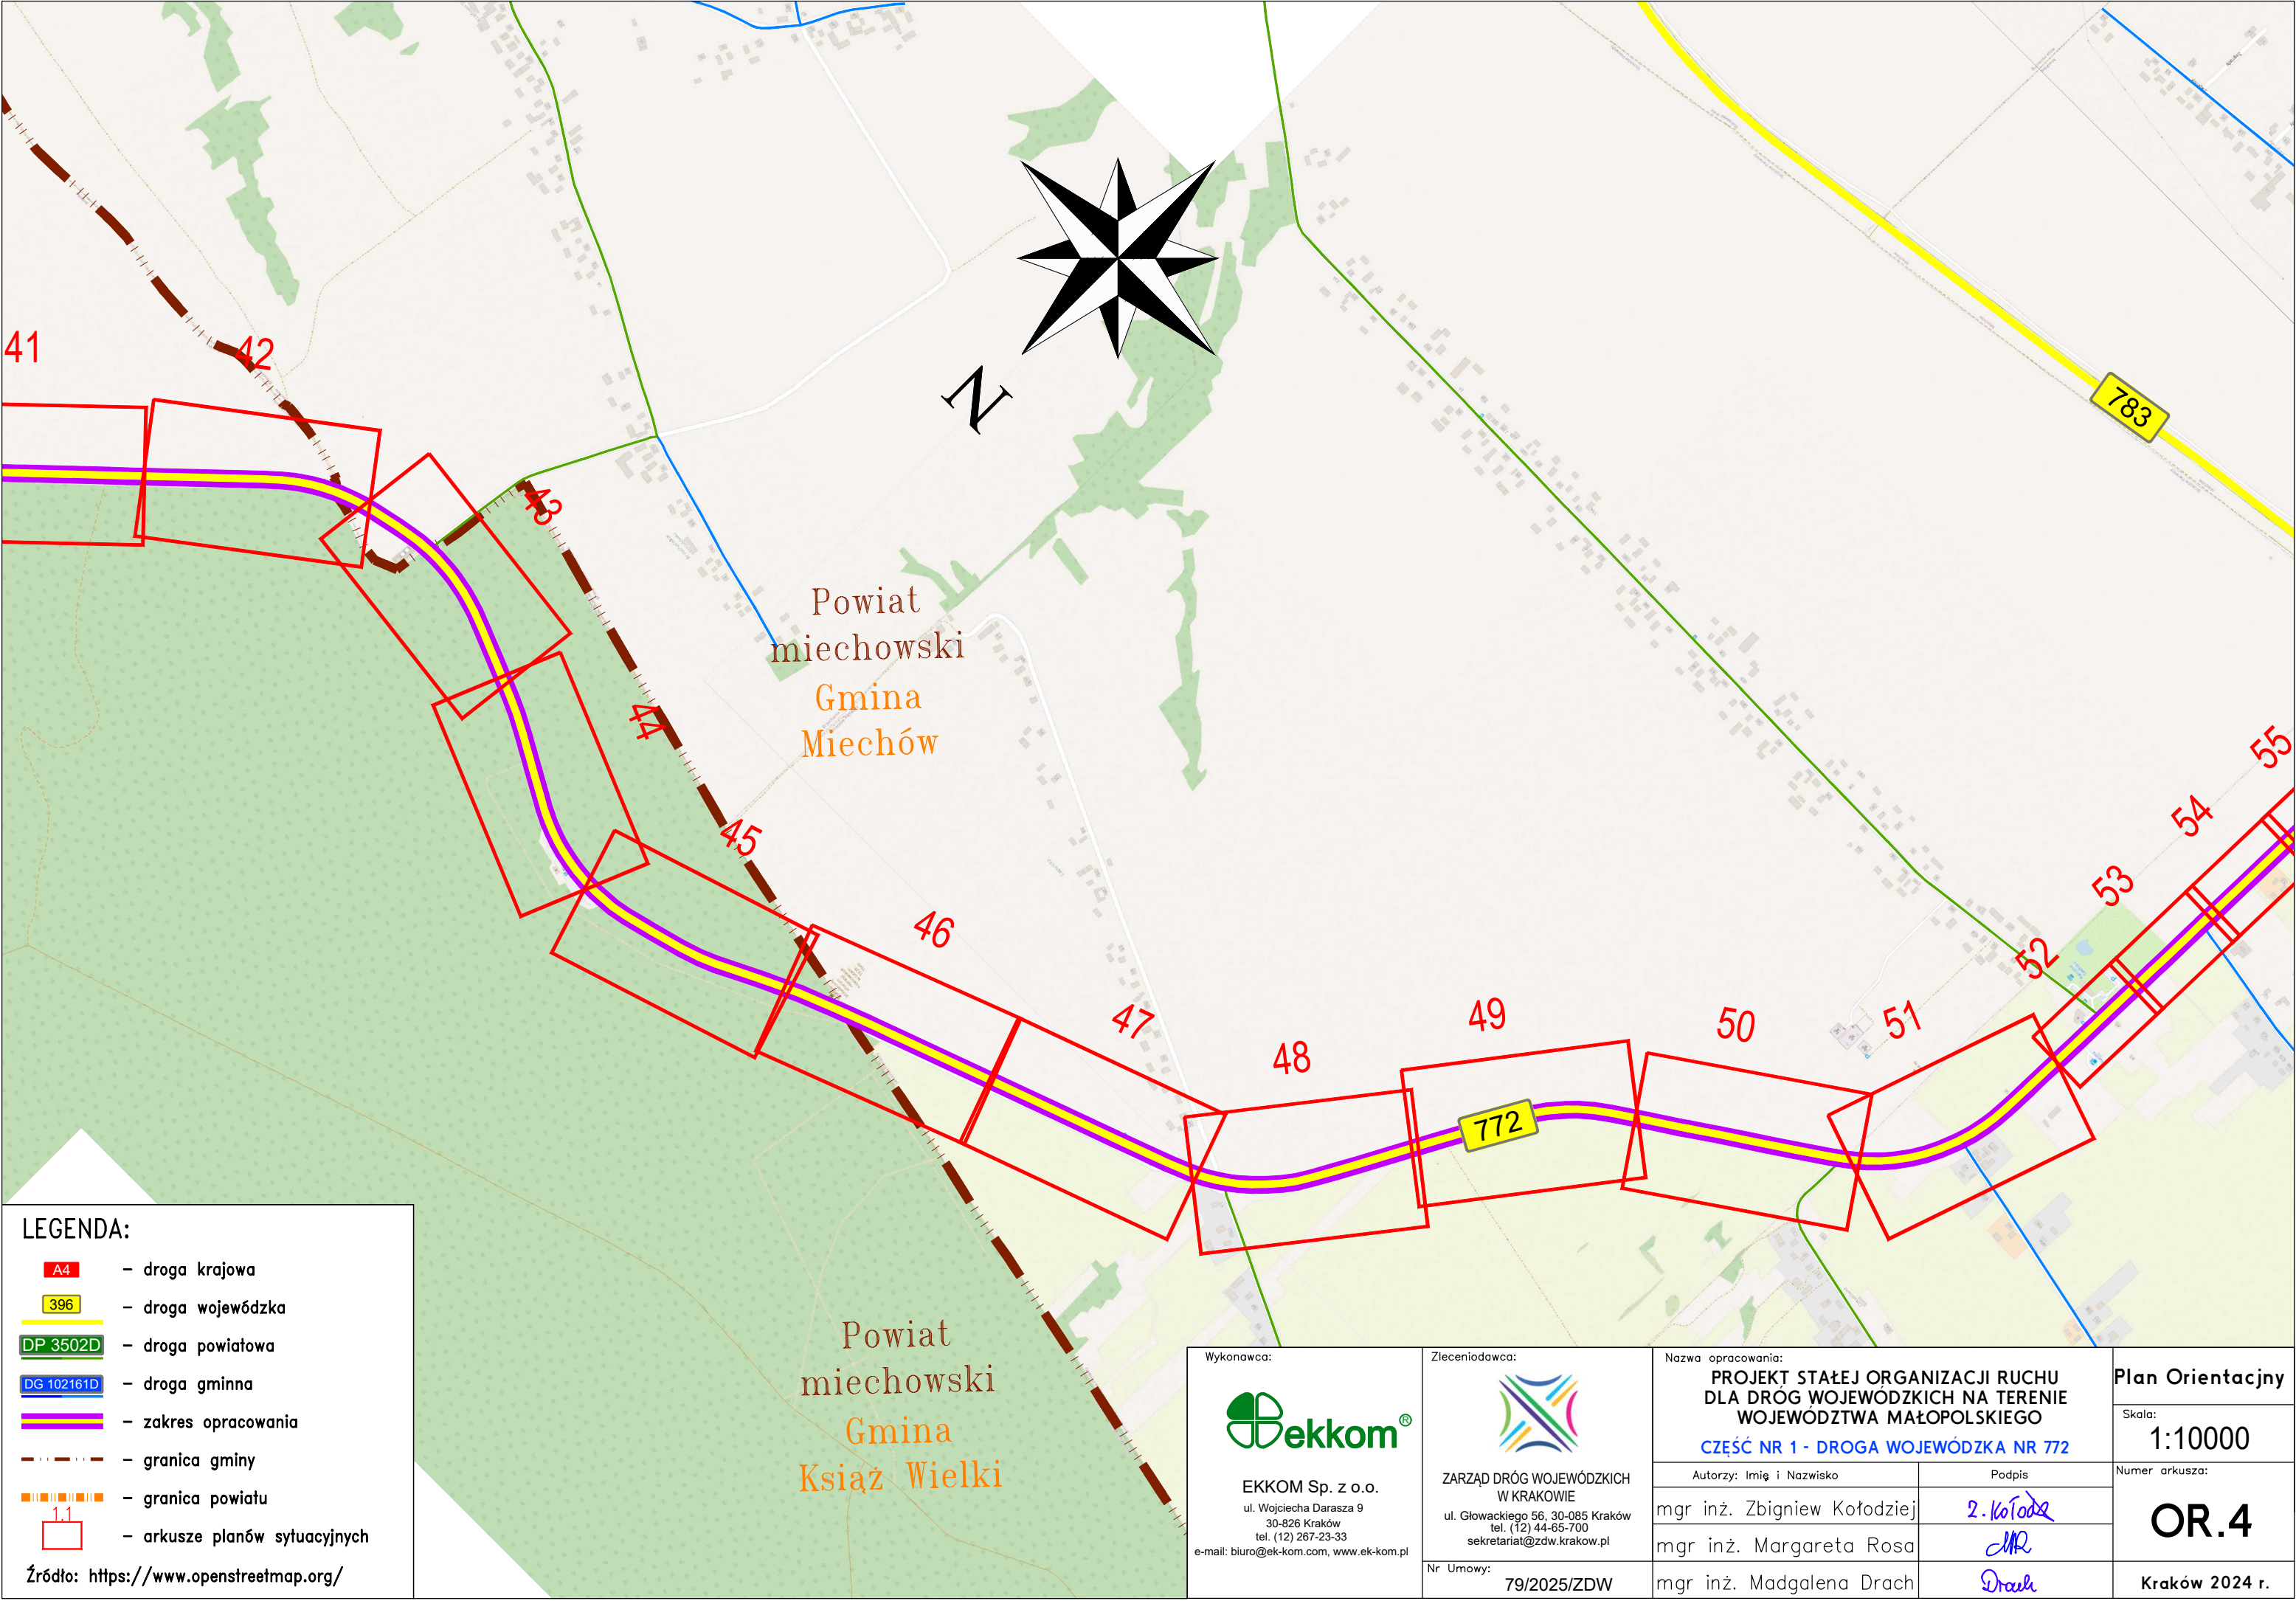 41
42
43
44
45
46
47
48
49
50
51
52
53
54
55
783
772
N
Powiat
miechowski
Gmina
Miechów
Powiat
miechowski
Gmina
Książ Wielki
LEGENDA:
A4 – droga krajowa
396 – droga wojewódzka
DP 3502D – droga powiatowa
DG 102161D – droga gminna
– zakres opracowania
– granica gminy
– granica powiatu
1.1
– arkusze planów sytuacyjnych
Źródło: https://www.openstreetmap.org/
Wykonawca:
ekkom®
EKKOM Sp. z o.o.
ul. Wojciecha Darasza 9
30-826 Kraków
tel. (12) 267-23-33
e-mail: biuro@ek-kom.com, www.ek-kom.pl
Zleceniodawca:
ZARZĄD DRÓG WOJEWÓDZKICH
W KRAKOWIE
ul. Głowackiego 56, 30-085 Kraków
tel. (12) 44-65-700
sekretariat@zdw.krakow.pl
Nr Umowy:
79/2025/ZDW
Nazwa opracowania:
PROJEKT STAŁEJ ORGANIZACJI RUCHU
DLA DRÓG WOJEWÓDZKICH NA TERENIE
WOJEWÓDZTWA MAŁOPOLSKIEGO
CZĘŚĆ NR 1 - DROGA WOJEWÓDZKA NR 772
Autorzy: Imię i Nazwisko
Podpis
mgr inż. Zbigniew Kołodziej
mgr inż. Margareta Rosa
MR
mgr inż. Madgalena Drach
Drach
Plan Orientacjny
Skala:
1:10000
Numer arkusza:
OR.4
Kraków 2024 r.